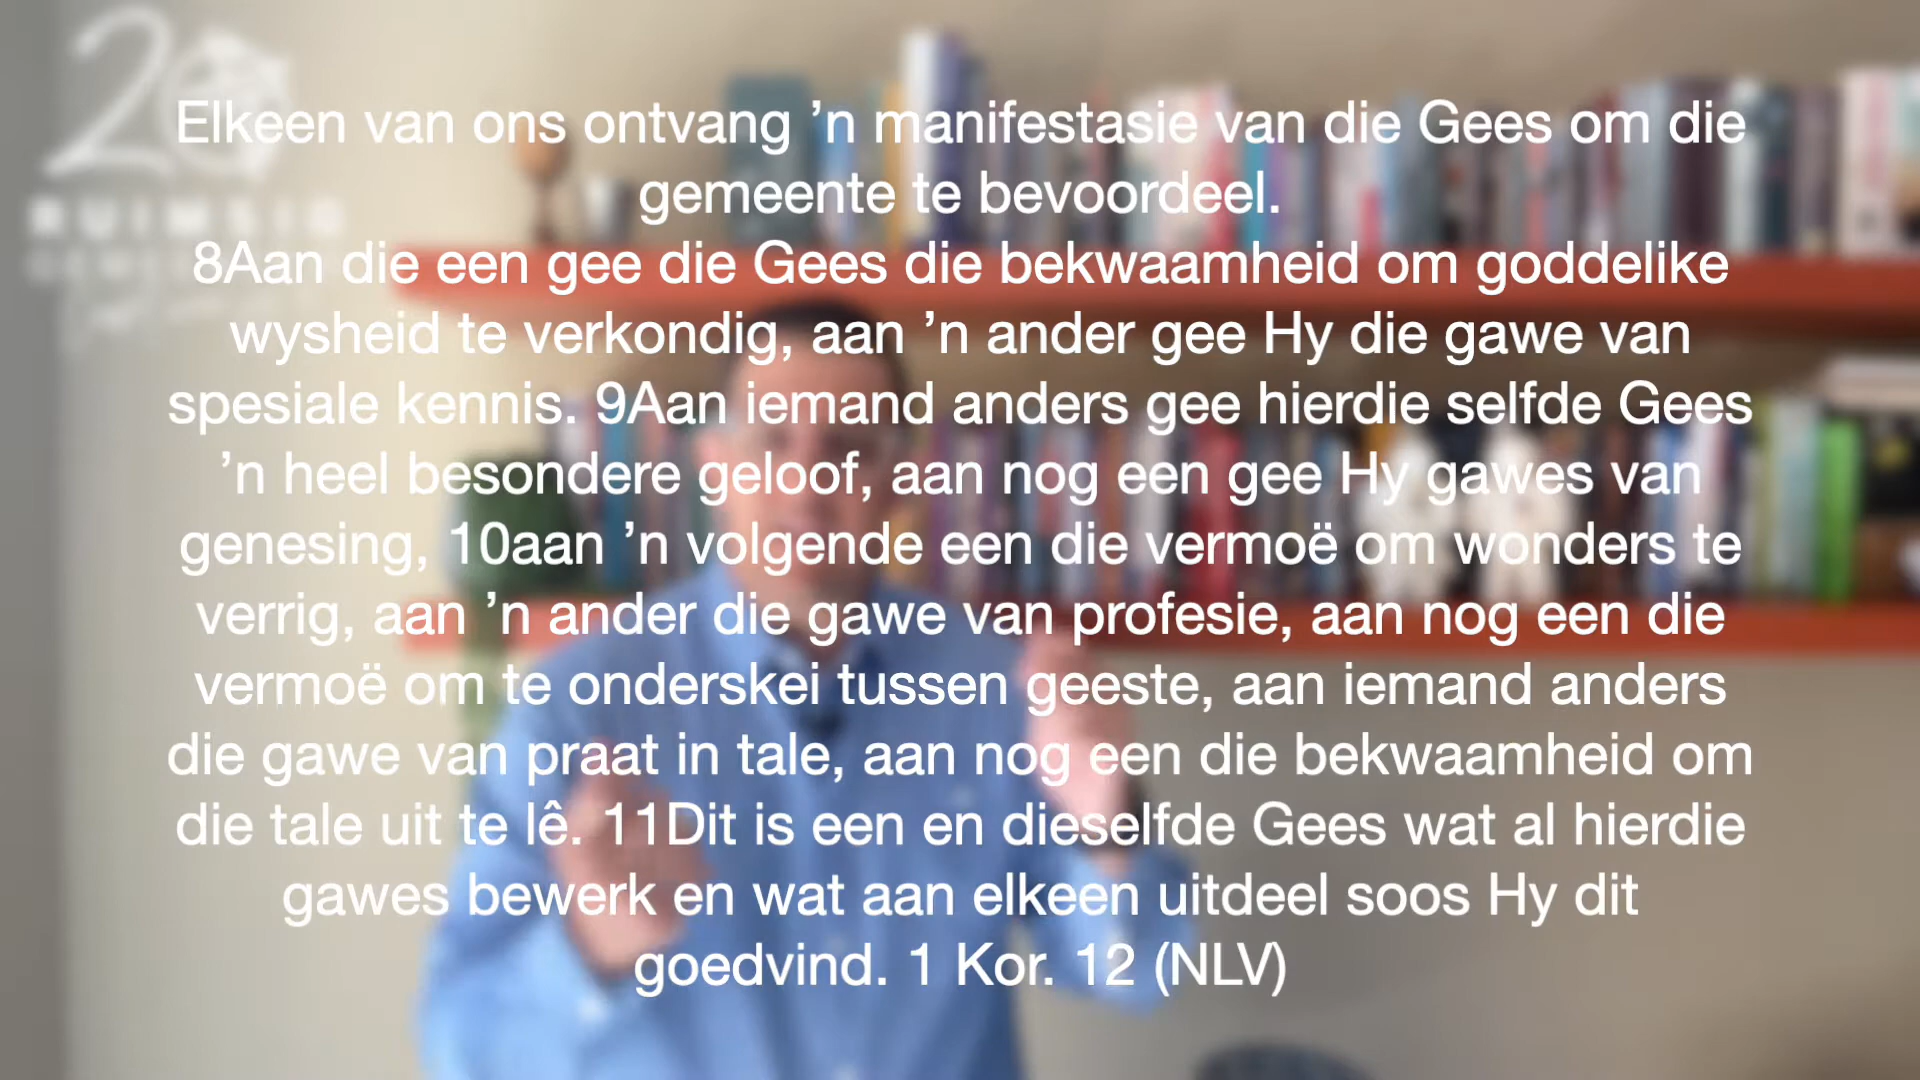 20
RUIMSIG
Elkeen van ons ontvang ’n manifestasie van die Gees om die
gemeente te bevoordeel.
8Aan die een gee die Gees die bekwaamheid om goddelike
wysheid te verkondig, aan ’n ander gee Hy die gawe van
spesiale kennis. 9Aan iemand anders gee hierdie selfde Gees
’n heel besondere geloof, aan nog een gee Hy gawes van
genesing, 10aan ’n volgende een die vermoë om wonders te
verrig, aan ’n ander die gawe van profesie, aan nog een die
vermoë om te onderskei tussen geeste, aan iemand anders
die gawe van praat in tale, aan nog een die bekwaamheid om
die tale uit te lê. 11Dit is een en dieselfde Gees wat al hierdie
gawes bewerk en wat aan elkeen uitdeel soos Hy dit
goedvind. 1 Kor. 12 (NLV)